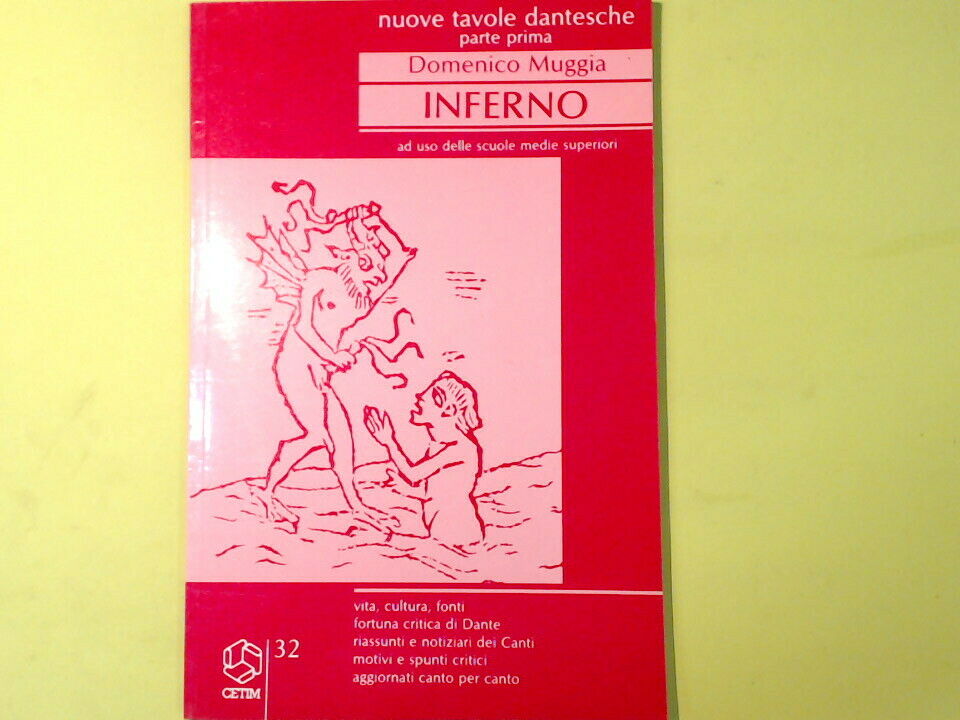 nuove tavole dantesche
parte prima
Domenico Muggia
INFERNO
ad uso delle scuole medie superiori
vita, cultura, fonti
fortuna critica di Dante
riassunti e notiziari dei Canti
motivi e spunti critici
aggiornati canto per canto
CETIM
32